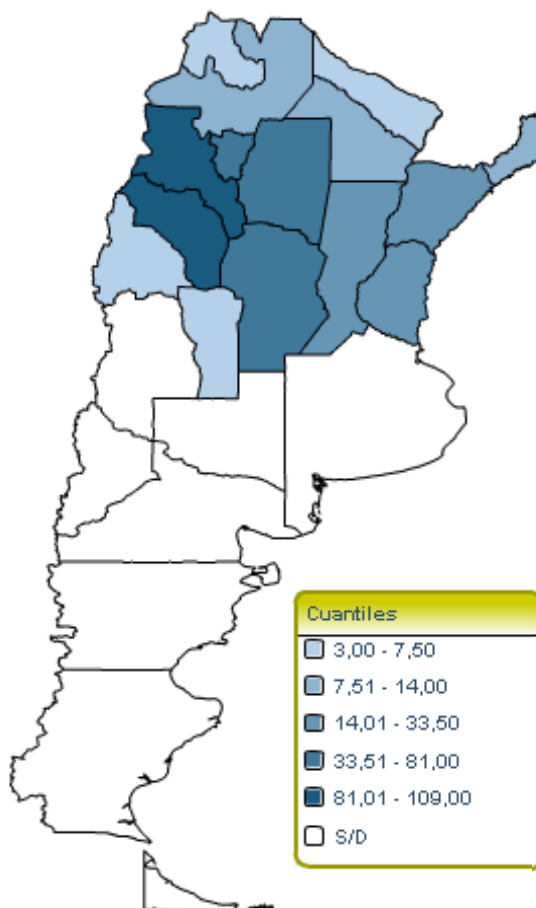 Cuantiles
3,00 - 7,50
7,51 - 14,00
14,01 - 33,50
33,51 - 81,00
81,01 - 109,00
S/D